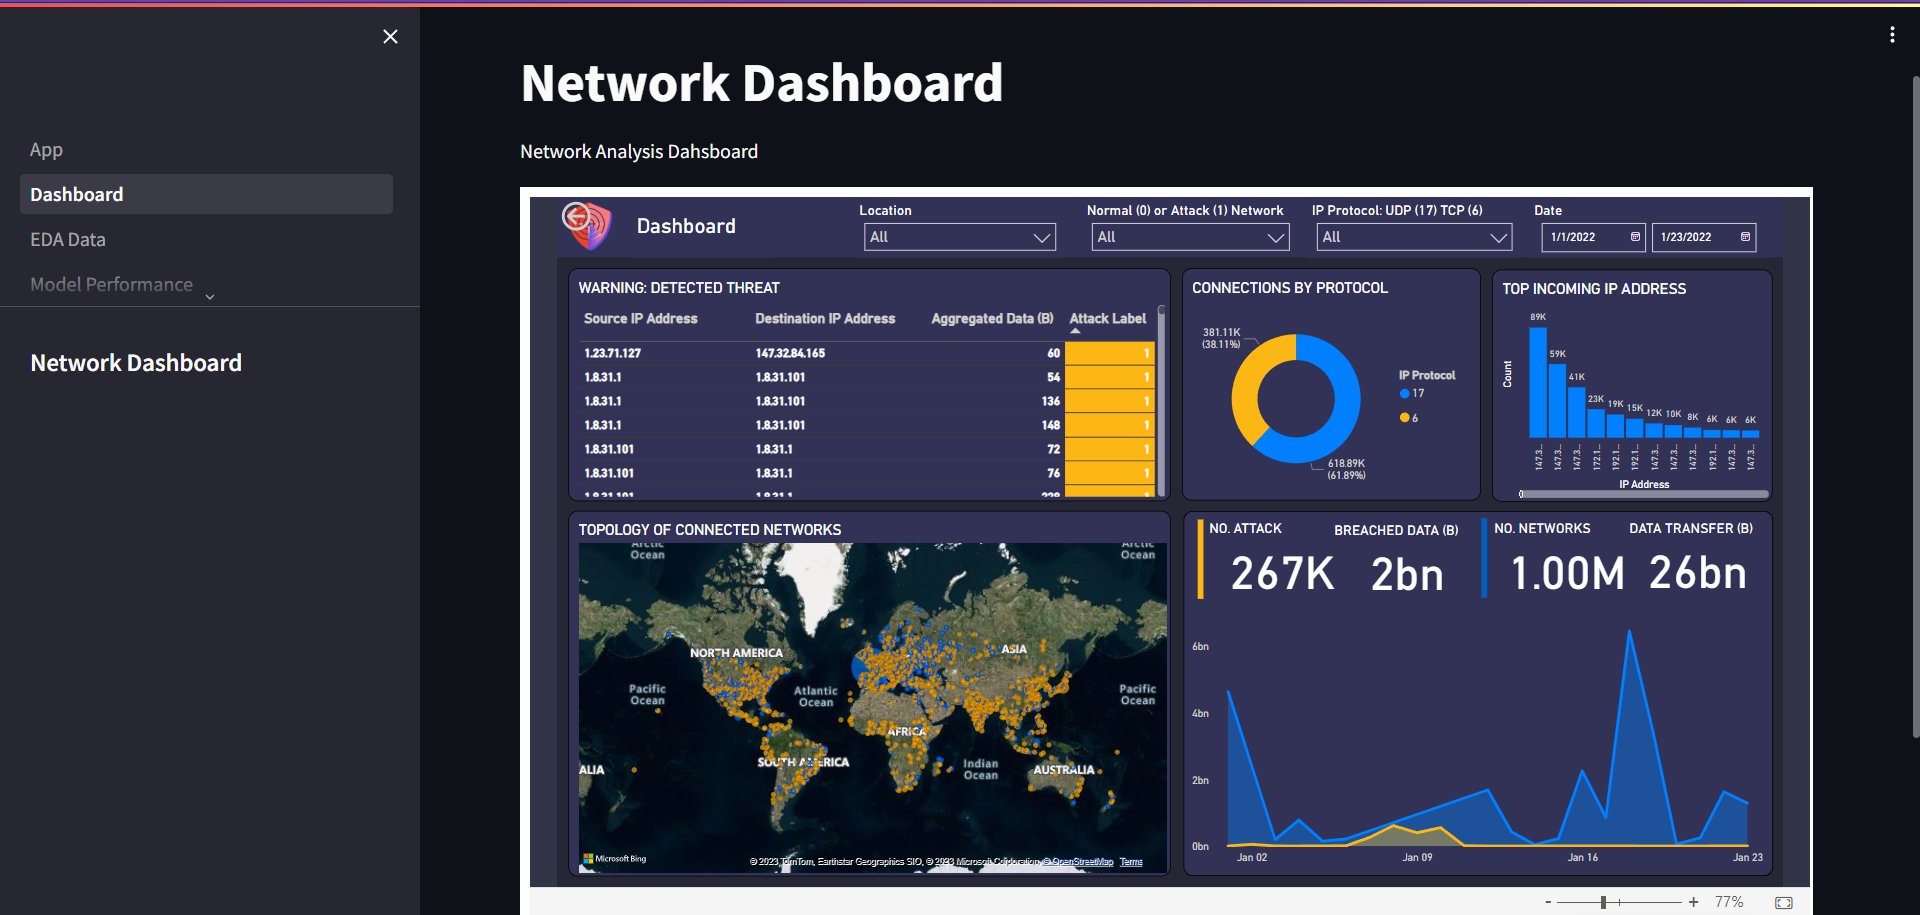 App
Dashboard
EDA Data
Model Performance
Network Dashboard
Network Dashboard
Network Analysis Dahsboard
Dashboard
Location
All
Normal (0) or Attack (1) Network
All
IP Protocol: UDP (17) TCP (6)
All
Date
1/1/2022
1/23/2022
WARNING: DETECTED THREAT
Source IP Address Destination IP Address Aggregated Data (B) Attack Label
1.23.71.127 147.32.84.165 60 1
1.8.31.1 1.8.31.101 54 1
1.8.31.1 1.8.31.101 136 1
1.8.31.1 1.8.31.101 148 1
1.8.31.101 1.8.31.1 72 1
1.8.31.101 1.8.31.1 76 1
1.8.31.101 1.8.31.1
CONNECTIONS BY PROTOCOL
381.11K
(38.11%)
618.89K
(61.89%)
IP Protocol
17
6
TOP INCOMING IP ADDRESS
Count
89K
59K
41K
23K
19K
15K
12K
10K
8K
6K
6K
6K
147.3...
147.3...
147.3...
172.1...
192.1...
192.1...
147.3...
147.3...
147.3...
192.1...
147.3...
147.3...
IP Address
TOPOLOGY OF CONNECTED NETWORKS
Arctic
Ocean
Arctic
Ocean
NORTH AMERICA
ASIA
Pacific
Ocean
Atlantic
Ocean
Pacific
Ocean
AFRICA
SOUTH AMERICA
Indian
Ocean
ALIA
AUSTRALIA
Microsoft Bing
© 2023 TomTom, Earthstar Geographics SIO, © 2023 Microsoft Corporation, © OpenStreetMap Terms
NO. ATTACK
267K
BREACHED DATA (B)
2bn
NO. NETWORKS
1.00M
DATA TRANSFER (B)
26bn
6bn
4bn
2bn
0bn
Jan 02
Jan 09
Jan 16
Jan 23
- + 77%